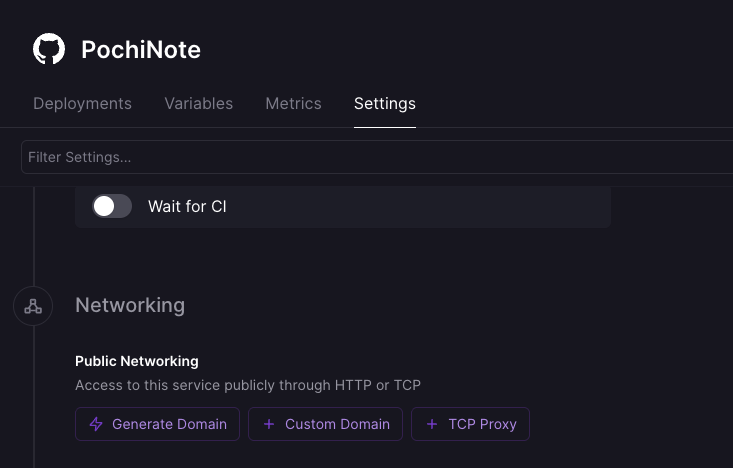 PochiNote
Deployments Variables Metrics Settings
Filter Settings...
Wait for CI
Networking
Public Networking
Access to this service publicly through HTTP or TCP
Generate Domain + Custom Domain + TCP Proxy